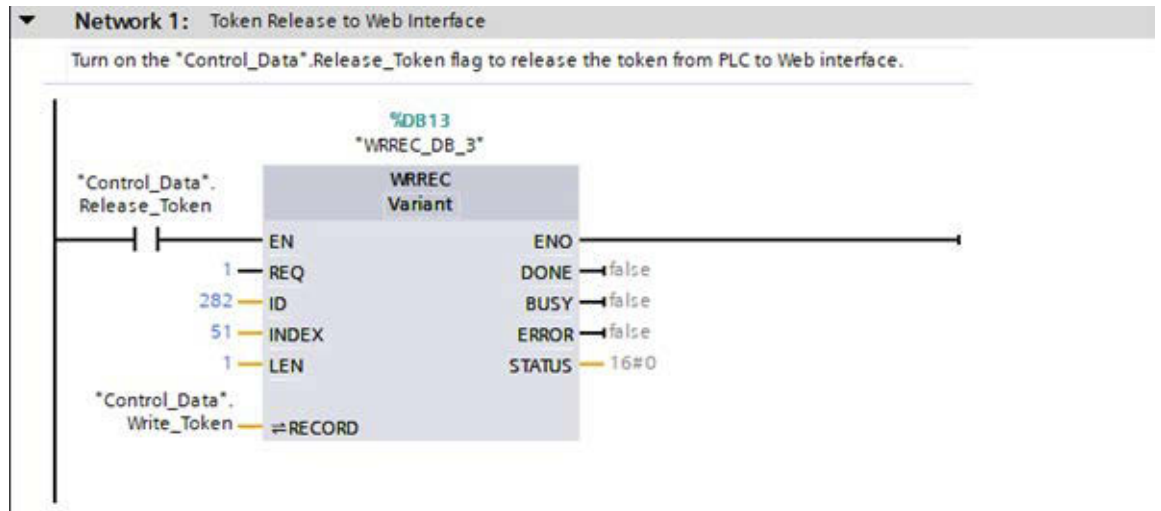 Network 1: Token Release to Web Interface
Turn on the "Control_Data".Release_Token flag to release the token from PLC to Web interface.
%DB13
"WRREC_DB_3"
"Control_Data".
Release_Token
WRREC
Variant
EN
ENO
1
REQ
DONE
false
282
ID
BUSY
false
51
INDEX
ERROR
false
1
LEN
STATUS
16#0
"Control_Data".
Write_Token
RECORD